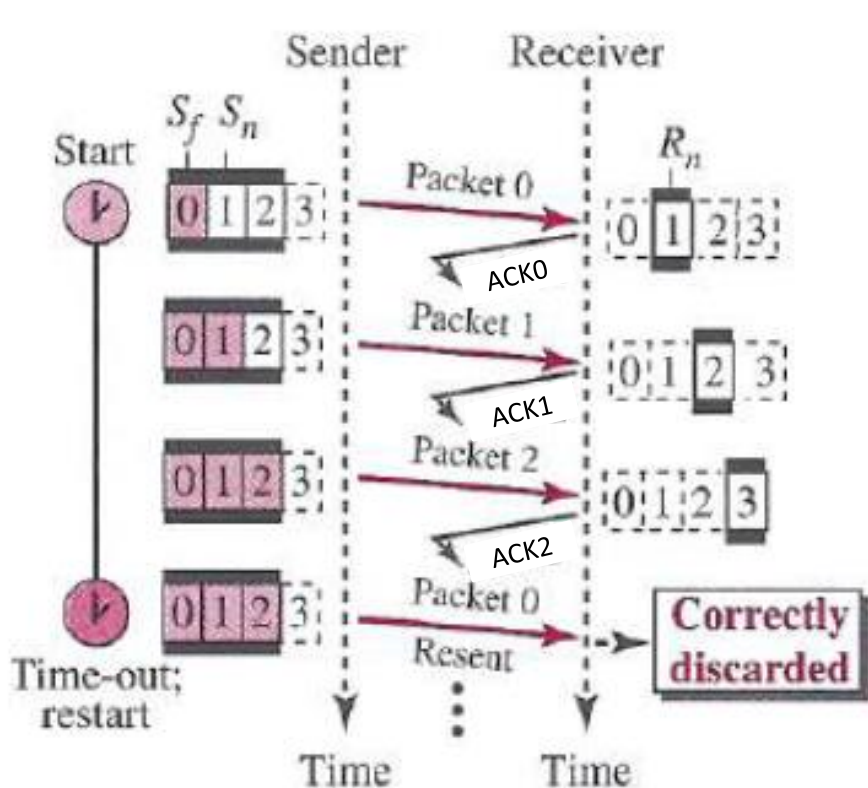 Sender Receiver
Start
Sf Sn
0 1 2 3
Packet 0
ACK0
Rn
0 1 2 3
0 1 2 3
Packet 1
ACK1
0 1 2 3
0 1 2 3
Packet 2
ACK2
0 1 2 3
0 1 2 3
Packet 0
Resent
Correctly
discarded
Time-out;
restart
Time Time